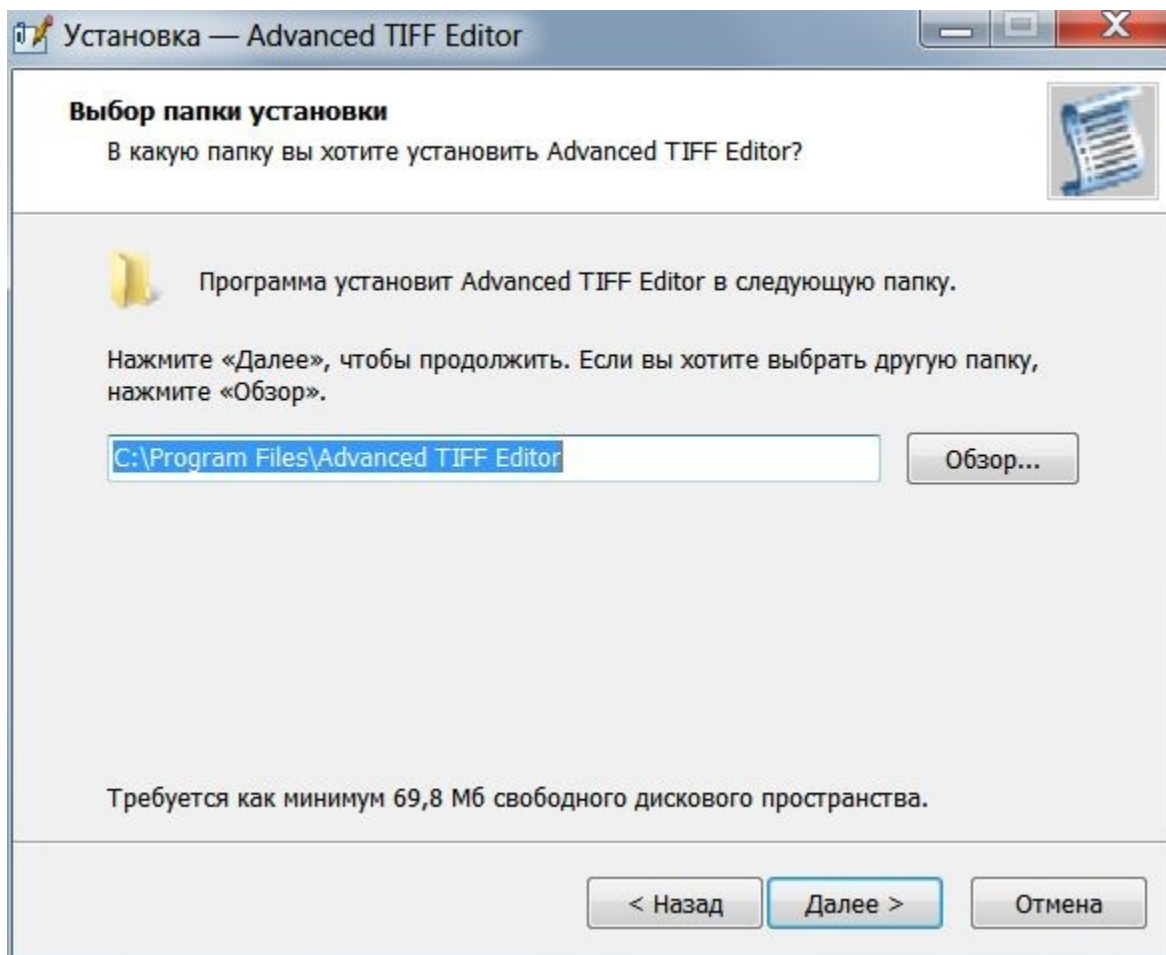 Установка — Advanced TIFF Editor
Выбор папки установки
В какую папку вы хотите установить Advanced TIFF Editor?
Программа установит Advanced TIFF Editor в следующую папку.
Нажмите «Далее», чтобы продолжить. Если вы хотите выбрать другую папку,
нажмите «Обзор».
C:\Program Files\Advanced TIFF Editor
Обзор...
Требуется как минимум 69,8 Мб свободного дискового пространства.
< Назад
Далее >
Отмена